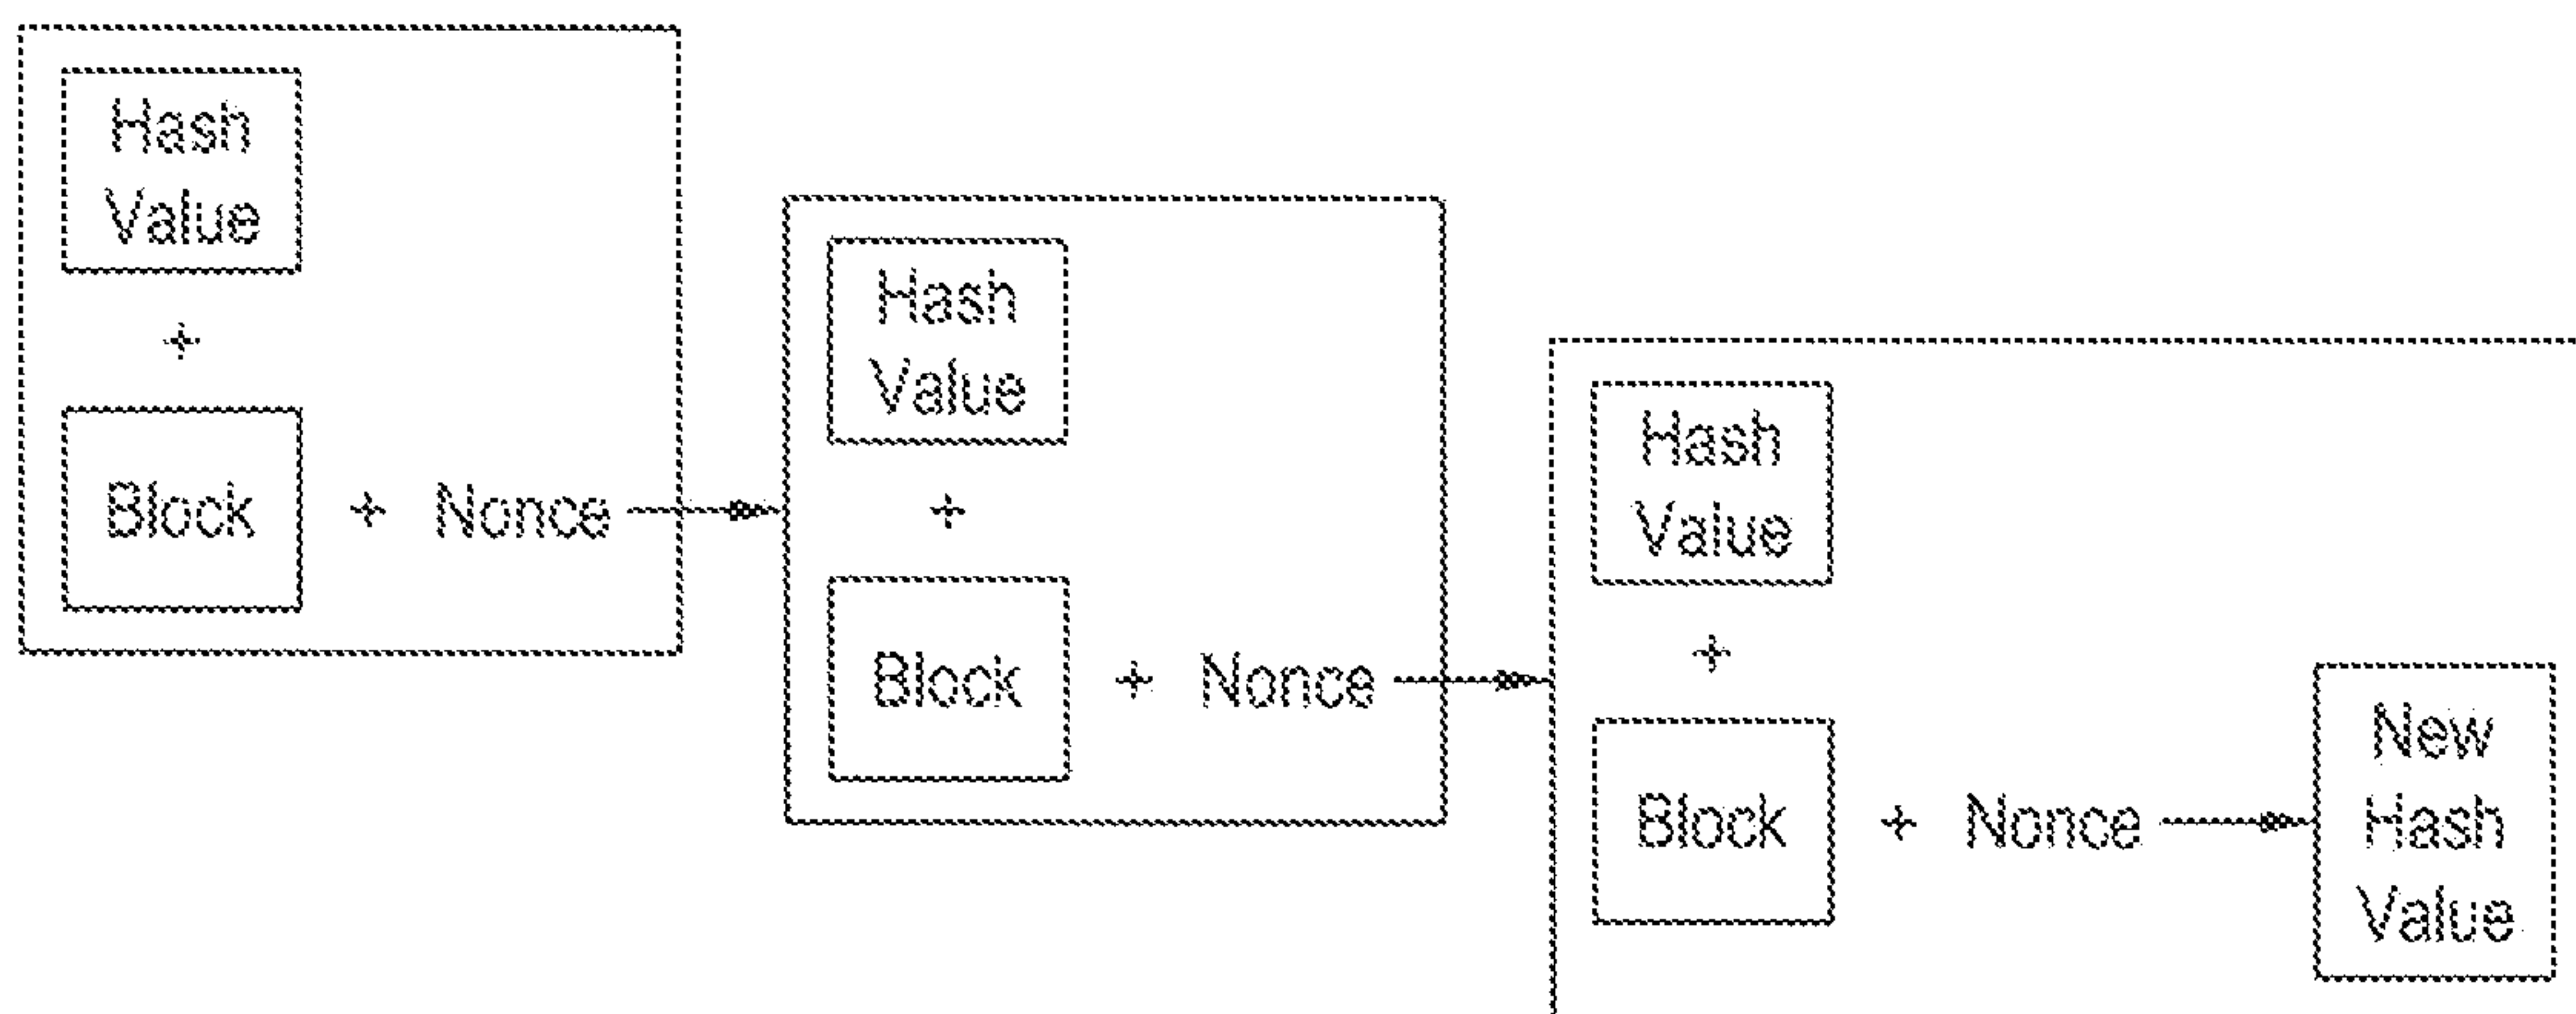 Hash
Value
+
Block + Nonce
Hash
Value
+
Block + Nonce
Hash
Value
+
Block + Nonce
New
Hash
Value